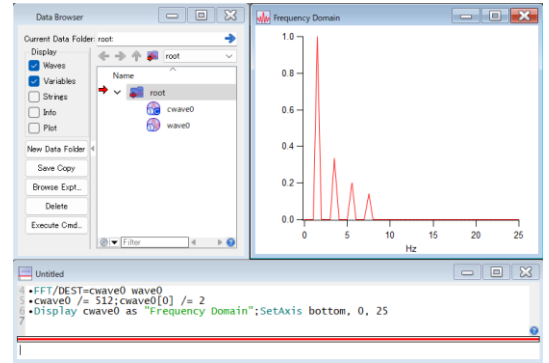 Data Browser
Current Data Folder: root:
Display
Waves
Variables
Strings
Info
Plot
New Data Folder
Save Copy
Browse Expt...
Delete
Execute Cmd...
root
Name
root
cwave0
wave0
Filter
Frequency Domain
1.0
0.8
0.6
0.4
0.2
0.0
0 5 10 15 20 25
Hz
Untitled
4 •FFT/DEST=cwave0 wave0
5 •cwave0 /= 512;cwave0[0] /= 2
6 •Display cwave0 as "Frequency Domain";SetAxis bottom, 0, 25
7